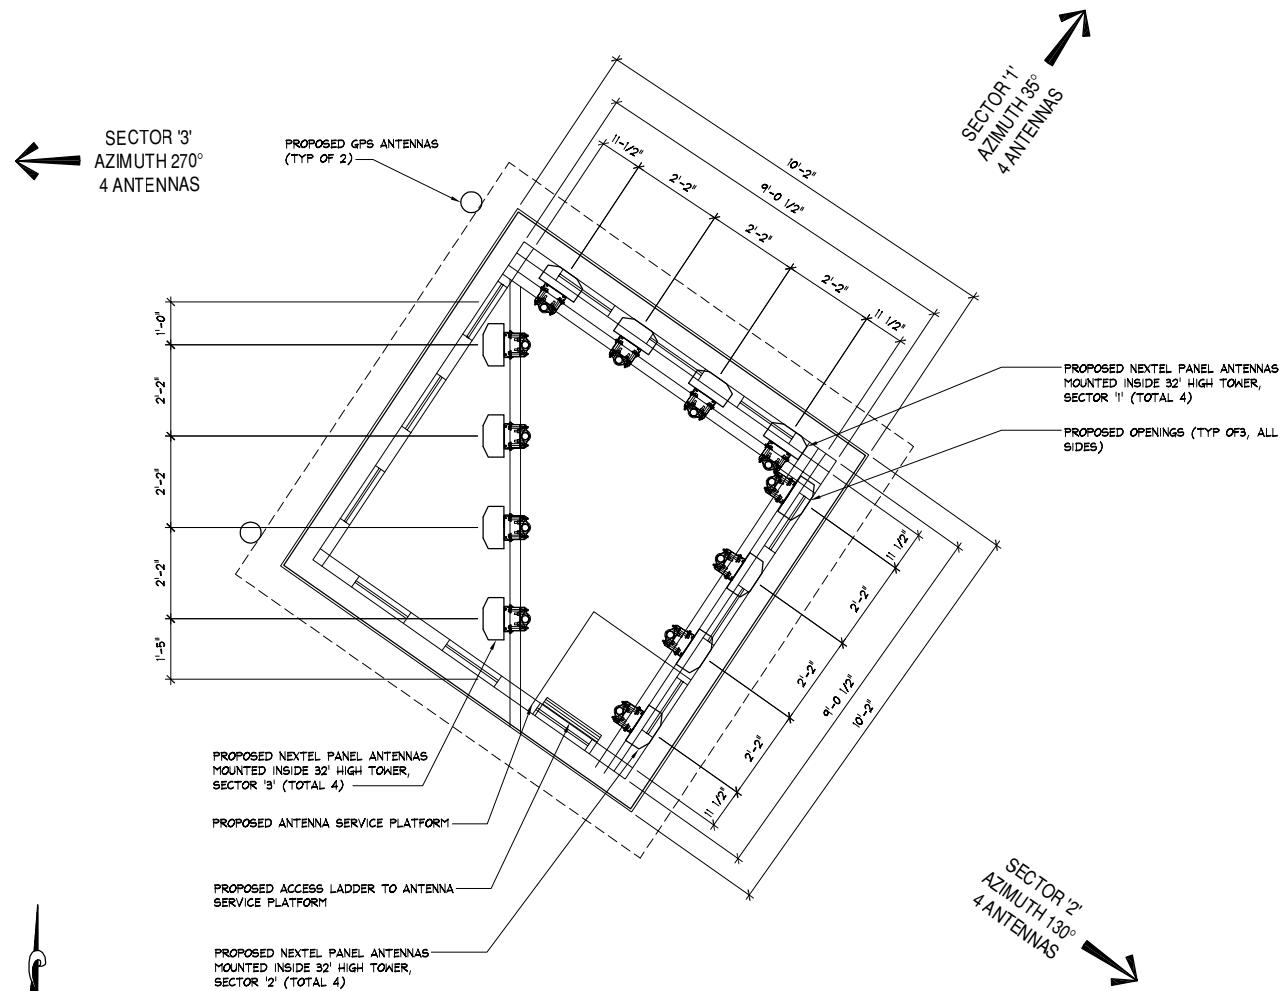 SECTOR '3'
AZIMUTH 270°
4 ANTENNAS
PROPOSED GPS ANTENNAS
(TYP OF 2)
SECTOR '1'
AZIMUTH 35°
4 ANTENNAS
10'-2"
9'-0 1/2"
11-1/2"
2'-2"
2'-2"
2'-2"
11 1/2"
1'-0"
2'-2"
2'-2"
2'-2"
1'-5"
PROPOSED NEXTEL PANEL ANTENNAS
MOUNTED INSIDE 32' HIGH TOWER,
SECTOR '1' (TOTAL 4)
PROPOSED OPENINGS (TYP OF3, ALL
SIDES)
11 1/2"
2'-2"
2'-2"
2'-2"
11 1/2"
9'-0 1/2"
10'-2"
PROPOSED NEXTEL PANEL ANTENNAS
MOUNTED INSIDE 32' HIGH TOWER,
SECTOR '3' (TOTAL 4)
PROPOSED ANTENNA SERVICE PLATFORM
PROPOSED ACCESS LADDER TO ANTENNA
SERVICE PLATFORM
PROPOSED NEXTEL PANEL ANTENNAS
MOUNTED INSIDE 32' HIGH TOWER,
SECTOR '2' (TOTAL 4)
SECTOR '2'
AZIMUTH 130°
4 ANTENNAS